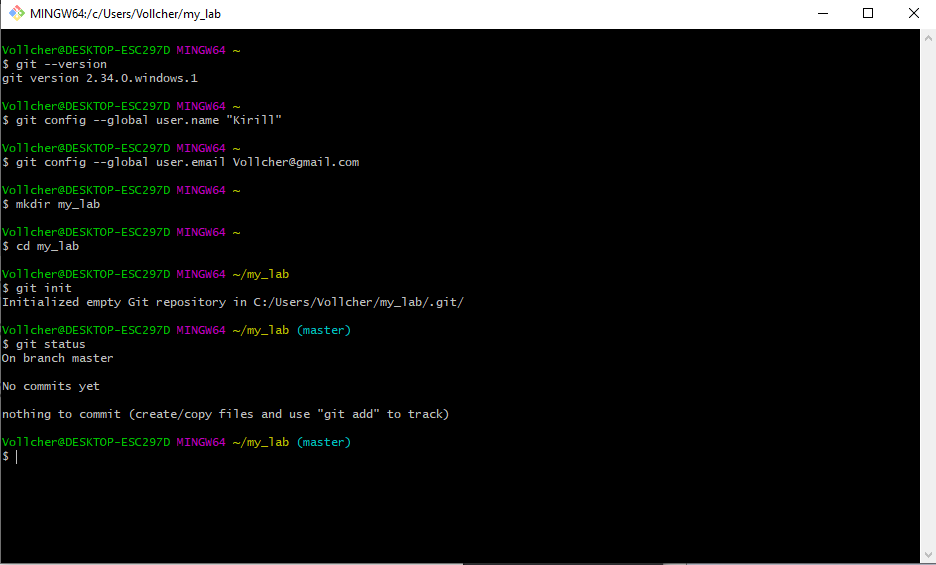 MINGW64:/c/Users/Vollcher/my_lab
Vollcher@DESKTOP-ESC297D MINGW64 ~
$ git --version
git version 2.34.0.windows.1
Vollcher@DESKTOP-ESC297D MINGW64 ~
$ git config --global user.name "Kirill"
Vollcher@DESKTOP-ESC297D MINGW64 ~
$ git config --global user.email Vollcher@gmail.com
Vollcher@DESKTOP-ESC297D MINGW64 ~
$ mkdir my_lab
Vollcher@DESKTOP-ESC297D MINGW64 ~
$ cd my_lab
Vollcher@DESKTOP-ESC297D MINGW64 ~/my_lab
$ git init
Initialized empty Git repository in C:/Users/Vollcher/my_lab/.git/
Vollcher@DESKTOP-ESC297D MINGW64 ~/my_lab (master)
$ git status
On branch master
No commits yet
nothing to commit (create/copy files and use "git add" to track)
Vollcher@DESKTOP-ESC297D MINGW64 ~/my_lab (master)
$